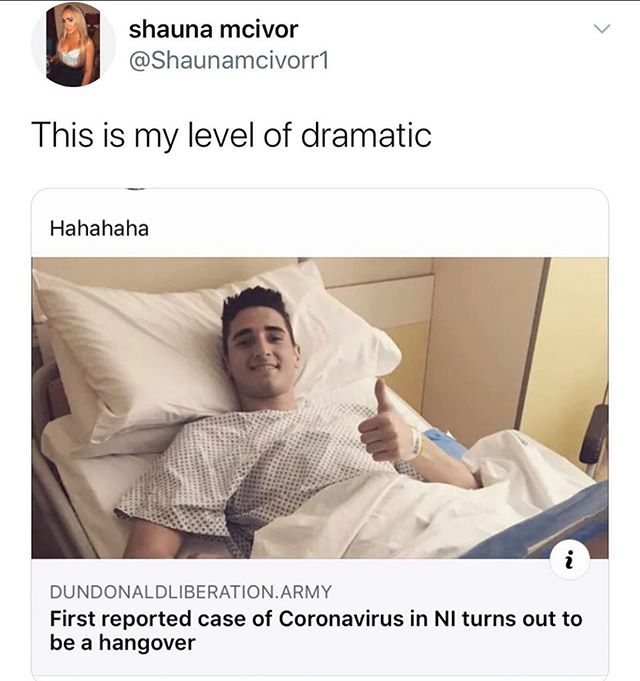 shauna mcivor
@Shaunamcivorr1
This is my level of dramatic
Hahahaha
i
DUNDONALDLIBERATION.ARMY
First reported case of Coronavirus in NI turns out to
be a hangover